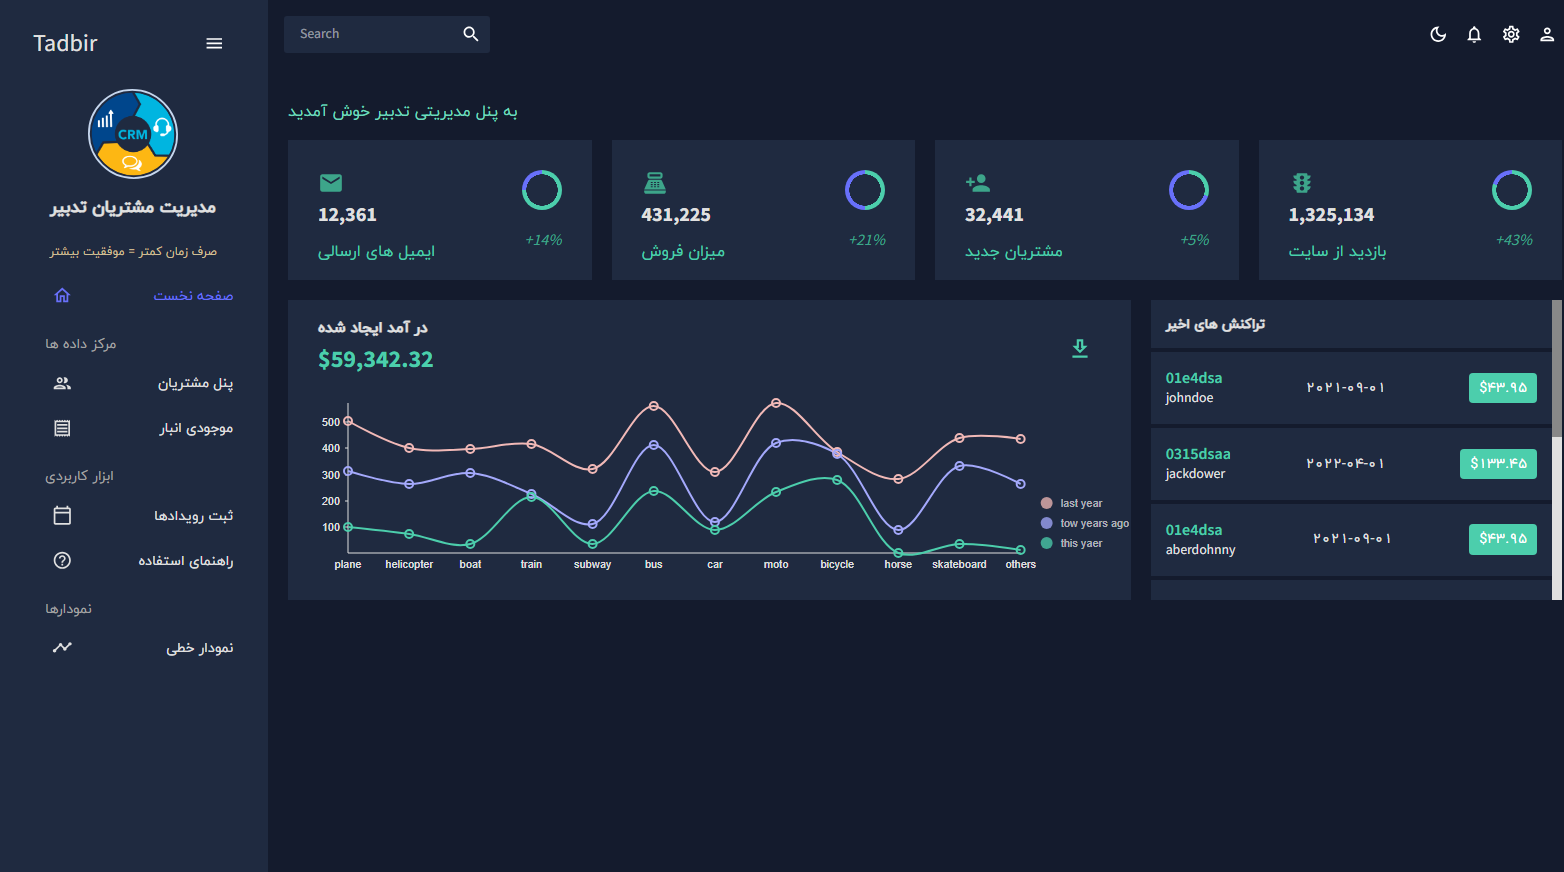 Tadbir
CRM
مدیریت مشتریان تدبیر
صرف زمان کمتر = موفقیت بیشتر
صفحه نخست
مرکز داده ها
پنل مشتریان
موجودی انبار
ابزار کاربردی
ثبت رویدادها
راهنمای استفاده
نمودارها
نمودار خطی
Search
به پنل مدیریتی تدبیر خوش آمدید
12,361
+14%
ایمیل های ارسالی
431,225
+21%
میزان فروش
32,441
+5%
مشتریان جدید
1,325,134
+43%
بازدید از سایت
در آمد ایجاد شده
$59,342.32
500
400
300
200
100
plane helicopter boat train subway bus car moto bicycle horse skateboard others
last year
tow years ago
this yaer
تراکنش های اخیر
01e4dsa
johndoe
۲۰۲۱-۰۹-۰۱
$۴۳.۹۵
0315dsaa
jackdower
۲۰۲۲-۰۴-۰۱
$۱۳۳.۴۵
01e4dsa
aberdohnny
۲۰۲۱-۰۹-۰۱
$۴۳.۹۵